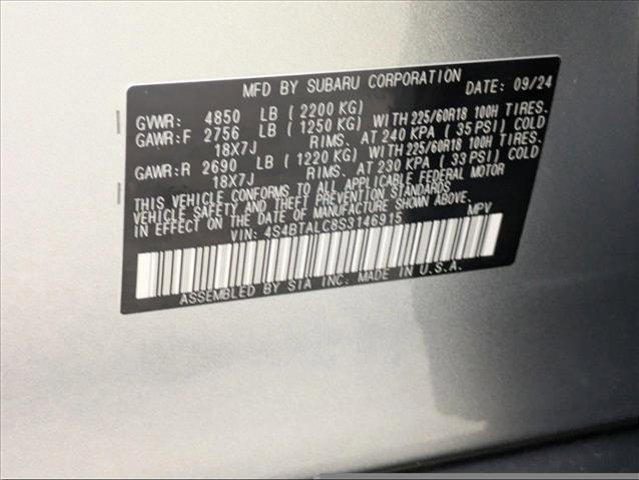 MFD BY SUBARU CORPORATION DATE: 09/24
GVWR: 4850 LB ( 2200 KG)
GAWR:F 2756 LB ( 1250 KG) WITH 225/60R18 100H TIRES.
18X7J RIMS. AT 240 KPA ( 35 PSI) COLD
GAWR:R 2690 LB ( 1220 KG) WITH 225/60R18 100H TIRES.
18X7J RIMS. AT 230 KPA ( 33 PSI) COLD
THIS VEHICLE CONFORMS TO ALL APPLICABLE FEDERAL MOTOR
VEHICLE SAFETY AND THEFT PREVENTION STANDARDS
IN EFFECT ON THE DATE OF MANUFACTURE SHOWN ABOVE.
VIN: 4S4BTALC8S3146915 MPV
ASSEMBLED BY SIA INC. MADE IN U.S.A.